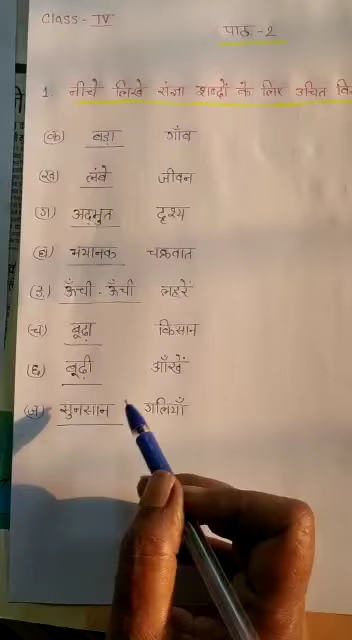 Class - IV
पाठ - 2
1. नीचे लिखे संज्ञा शब्दों के लिए उचित
(क) बड़ा गाँव
(ख) लंबे जीवन
(ग) अद्भुत दृश्य
(घ) भयानक चक्रवात
(ङ) ऊँची - ऊँची लहरें
(च) बूढ़ा किसान
(छ) बूढ़ी आँखें
(ज) सुनसान गलियाँ